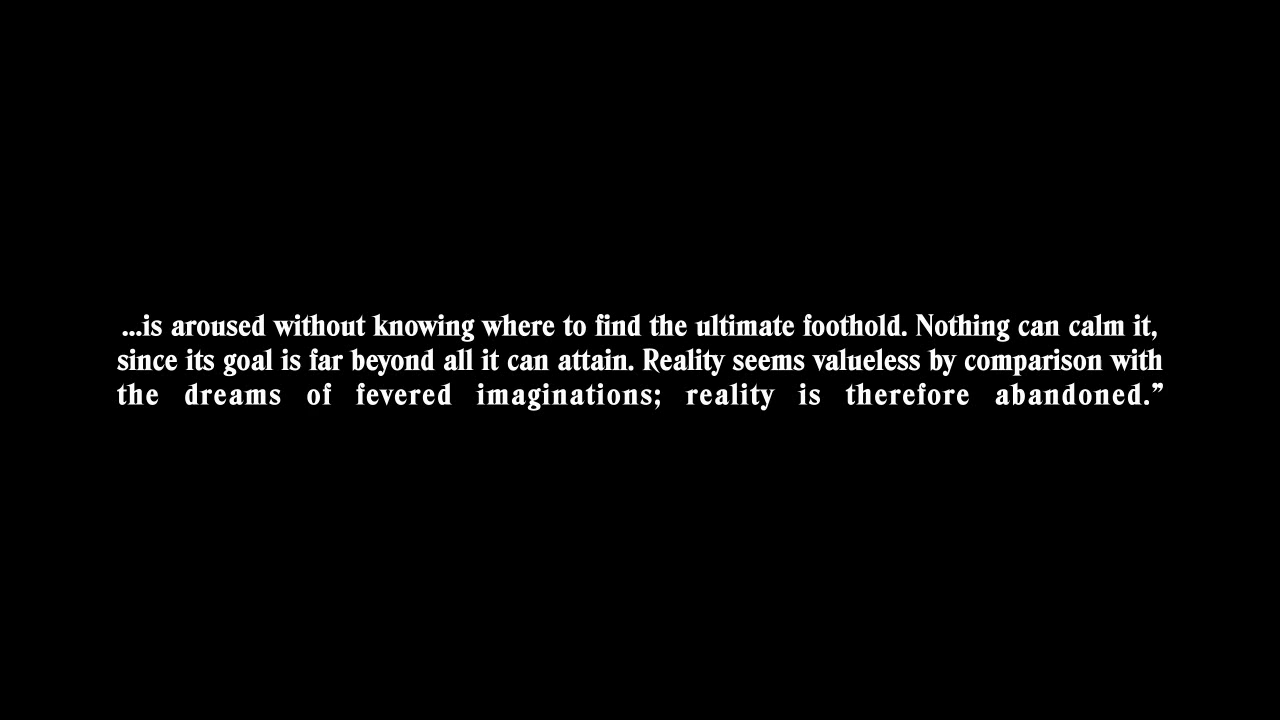 ...is aroused without knowing where to find the ultimate foothold. Nothing can calm it,
since its goal is far beyond all it can attain. Reality seems valueless by comparison with
the dreams of fevered imaginations; reality is therefore abandoned.”